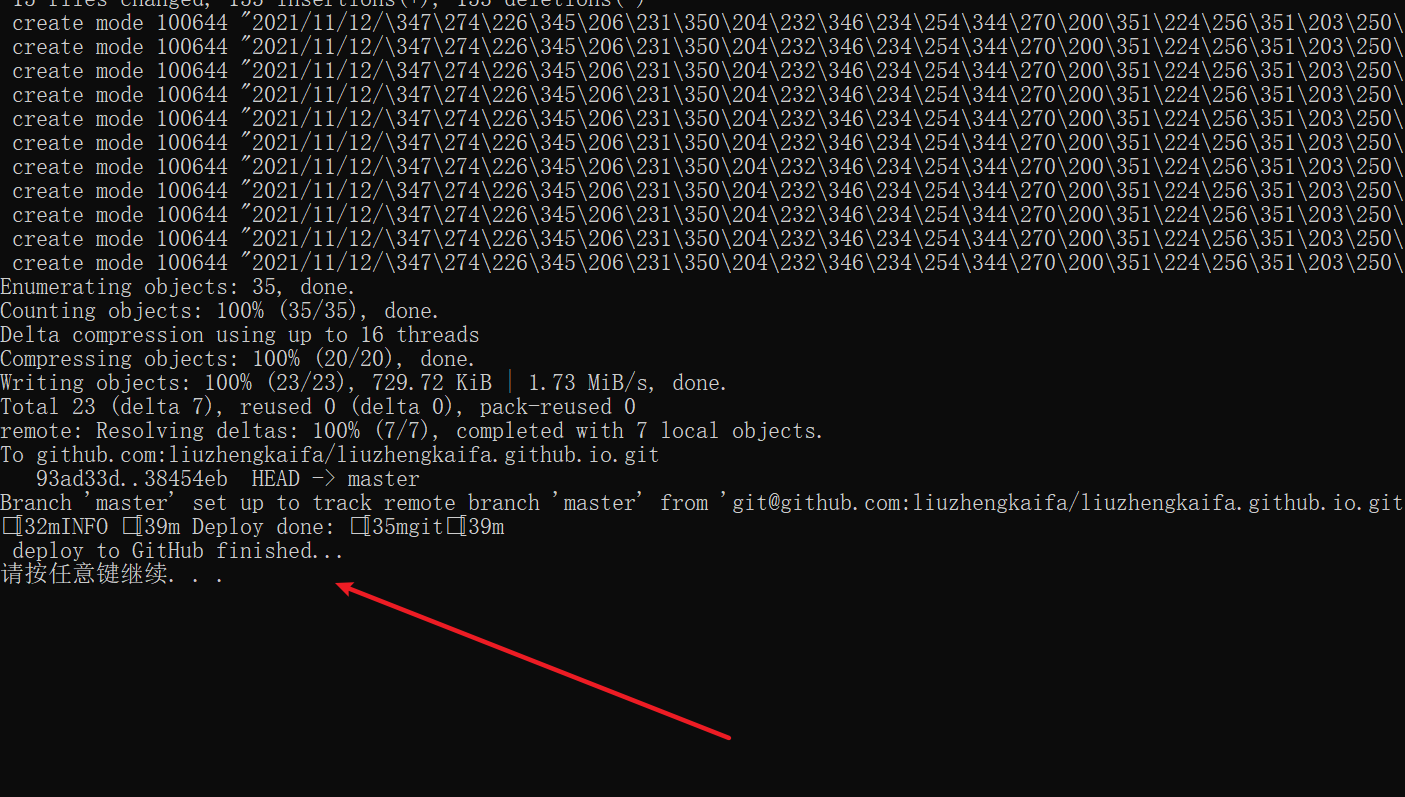 15 files changed, 155 insertions(+), 155 deletions(-)
create mode 100644 "2021/11/12/\347\274\226\345\206\231\350\204\232\346\234\254\344\270\200\351\224\256\351\203\250\
create mode 100644 "2021/11/12/\347\274\226\345\206\231\350\204\232\346\234\254\344\270\200\351\224\256\351\203\250\
create mode 100644 "2021/11/12/\347\274\226\345\206\231\350\204\232\346\234\254\344\270\200\351\224\256\351\203\250\
create mode 100644 "2021/11/12/\347\274\226\345\206\231\350\204\232\346\234\254\344\270\200\351\224\256\351\203\250\
create mode 100644 "2021/11/12/\347\274\226\345\206\231\350\204\232\346\234\254\344\270\200\351\224\256\351\203\250\
create mode 100644 "2021/11/12/\347\274\226\345\206\231\350\204\232\346\234\254\344\270\200\351\224\256\351\203\250\
create mode 100644 "2021/11/12/\347\274\226\345\206\231\350\204\232\346\234\254\344\270\200\351\224\256\351\203\250\
create mode 100644 "2021/11/12/\347\274\226\345\206\231\350\204\232\346\234\254\344\270\200\351\224\256\351\203\250\
create mode 100644 "2021/11/12/\347\274\226\345\206\231\350\204\232\346\234\254\344\270\200\351\224\256\351\203\250\
create mode 100644 "2021/11/12/\347\274\226\345\206\231\350\204\232\346\234\254\344\270\200\351\224\256\351\203\250\
create mode 100644 "2021/11/12/\347\274\226\345\206\231\350\204\232\346\234\254\344\270\200\351\224\256\351\203\250\
Enumerating objects: 35, done.
Counting objects: 100% (35/35), done.
Delta compression using up to 16 threads
Compressing objects: 100% (20/20), done.
Writing objects: 100% (23/23), 729.72 KiB | 1.73 MiB/s, done.
Total 23 (delta 7), reused 0 (delta 0), pack-reused 0
remote: Resolving deltas: 100% (7/7), completed with 7 local objects.
To github.com:liuzhengkaifa/liuzhengkaifa.github.io.git
93ad33d..38454eb HEAD -> master
Branch 'master' set up to track remote branch 'master' from 'git@github.com:liuzhengkaifa/liuzhengkaifa.github.io.git
[32mINFO [39m Deploy done: [35mgit[39m
deploy to GitHub finished...
请按任意键继续. . .